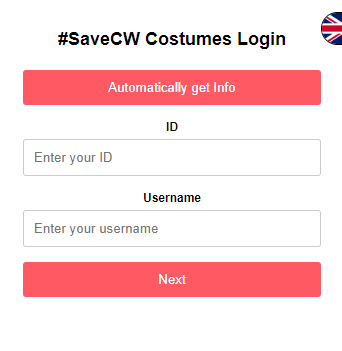 #SaveCW Costumes Login
Automatically get Info
ID
Enter your ID
Username
Enter your username
Next